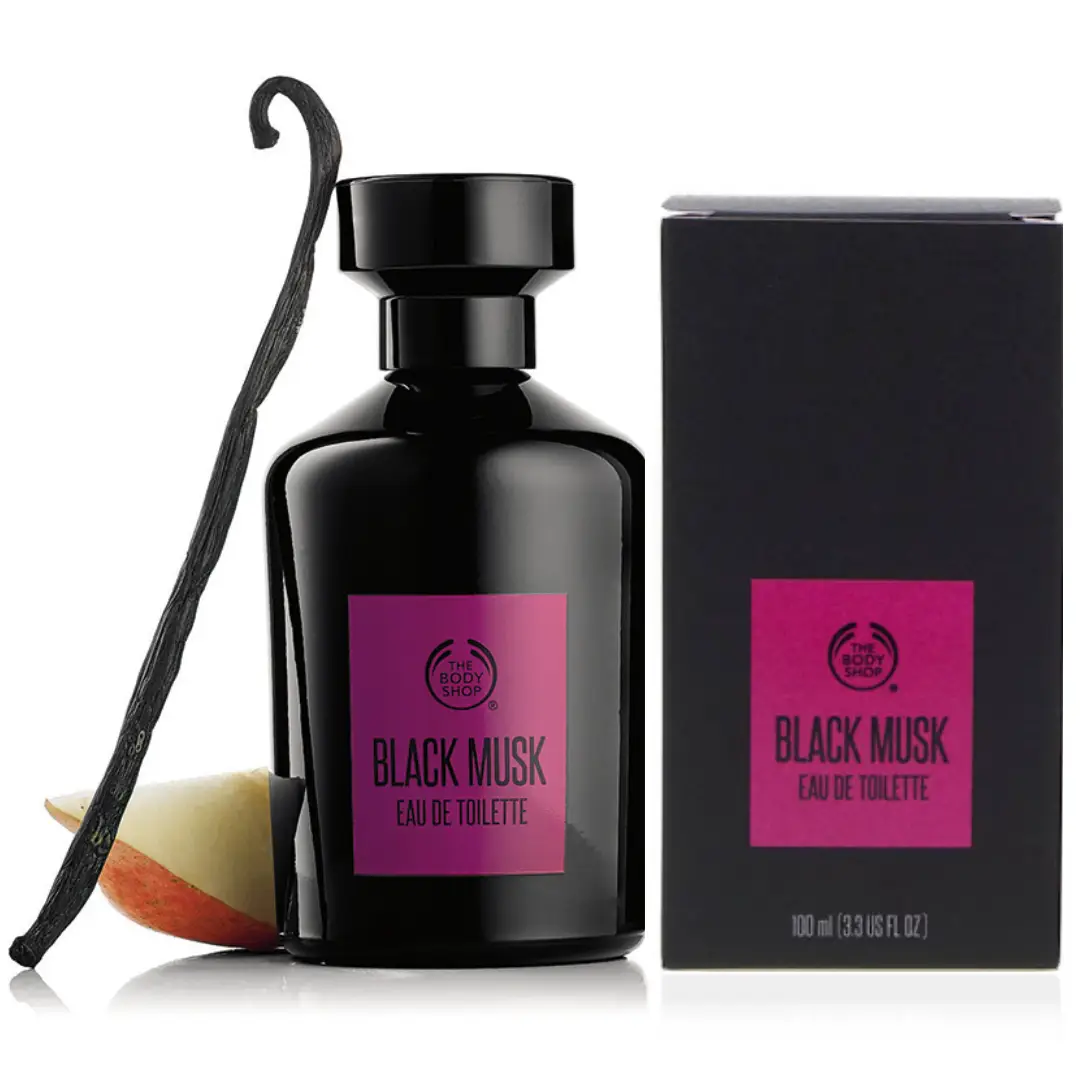 THE
BODY
SHOP
®
BLACK MUSK
EAU DE TOILETTE
THE
BODY
SHOP
®
BLACK MUSK
EAU DE TOILETTE
100 ml (3.3 US FL OZ)